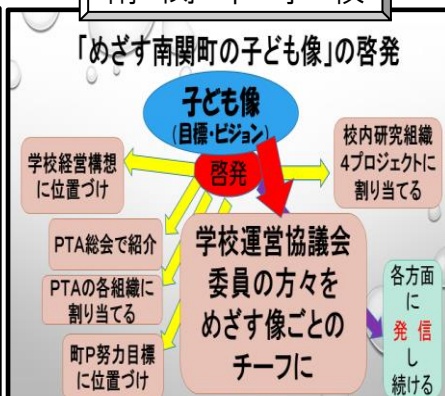 「めざす南関町の子ども像」の啓発
子ども像
(目標・ビジョン)
啓発
学校経営構想
に位置づけ
校内研究組織
4プロジェクトに
割り当てる
PTA総会で紹介
PTAの各組織に
割り当てる
町P努力目標
に位置づけ
学校運営協議会
委員の方々を
めざす像ごとの
チーフに
各方面
に
発信
し
続ける